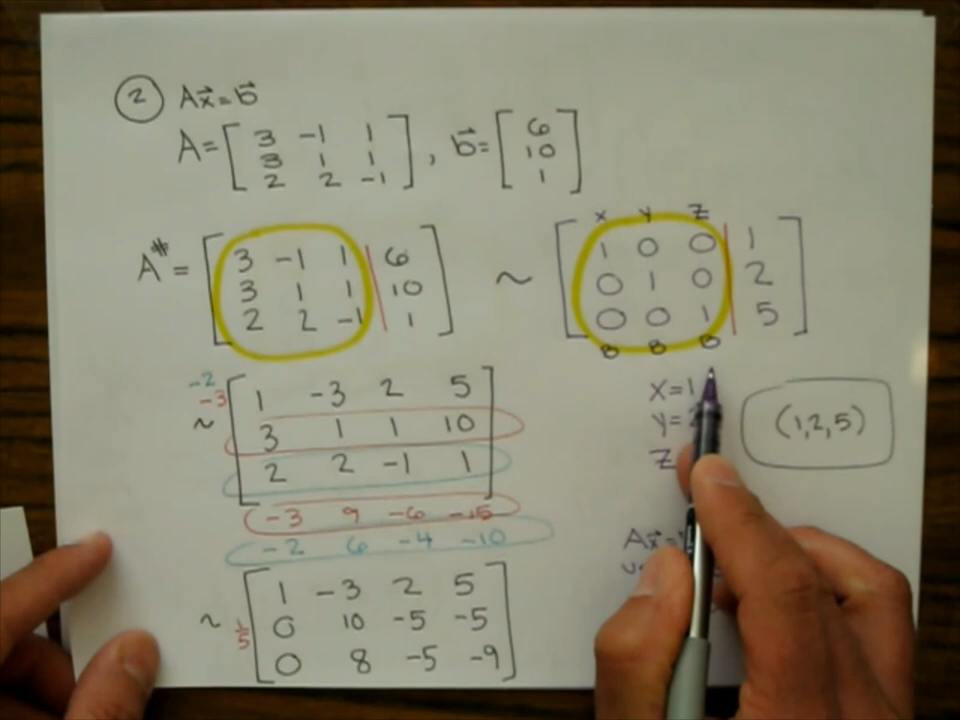 2 Ax⃗=b⃗
A= [ 3 -1 1
3 1 1
2 2 -1 ] , b⃗= [ 6
10
1 ]
A# = [ 3 -1 1 | 6
3 1 1 | 10
2 2 -1 | 1 ]
~ [ x y z
1 0 0 | 1
0 1 0 | 2
0 0 1 | 5 ]
B B B
-2
-3
~ [ 1 -3 2 5
3 1 1 10
2 2 -1 1 ]
-3 9 -6 -15
-2 6 -4 -10
~ 1/5 [ 1 -3 2 5
0 10 -5 -5
0 8 -5 -9 ]
x=1
y=
z
(1,2,5)
Ax⃗=